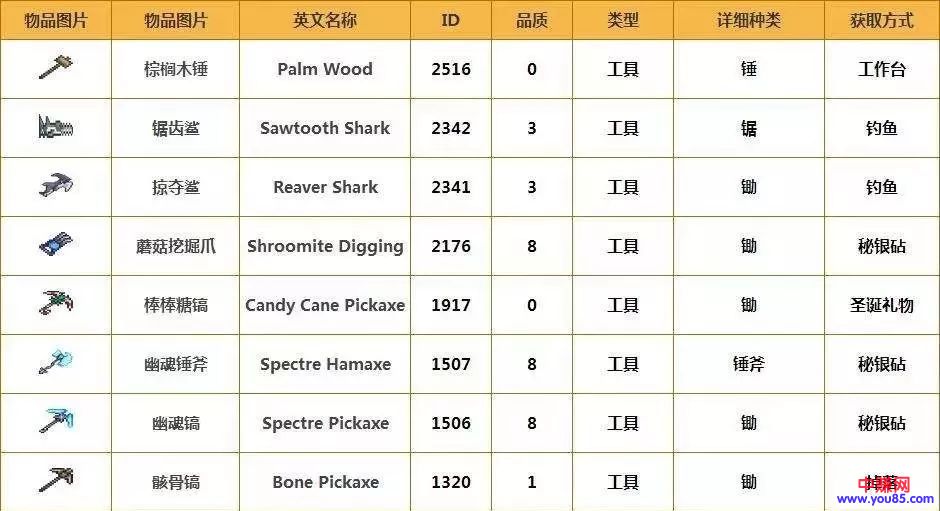 物品图片 物品图片 英文名称 ID 品质 类型 详细种类 获取方式
棕榈木锤 Palm Wood 2516 0 工具 锤 工作台
锯齿鲨 Sawtooth Shark 2342 3 工具 锯 钓鱼
掠夺鲨 Reaver Shark 2341 3 工具 锄 钓鱼
蘑菇挖掘爪 Shroomite Digging 2176 8 工具 锄 秘银砧
棒棒糖镐 Candy Cane Pickaxe 1917 0 工具 锄 圣诞礼物
幽魂锤斧 Spectre Hamaxe 1507 8 工具 锤斧 秘银砧
幽魂镐 Spectre Pickaxe 1506 8 工具 锄 秘银砧
骸骨镐 Bone Pickaxe 1320 1 工具 锄 掉落
中赚网
www.you85.com